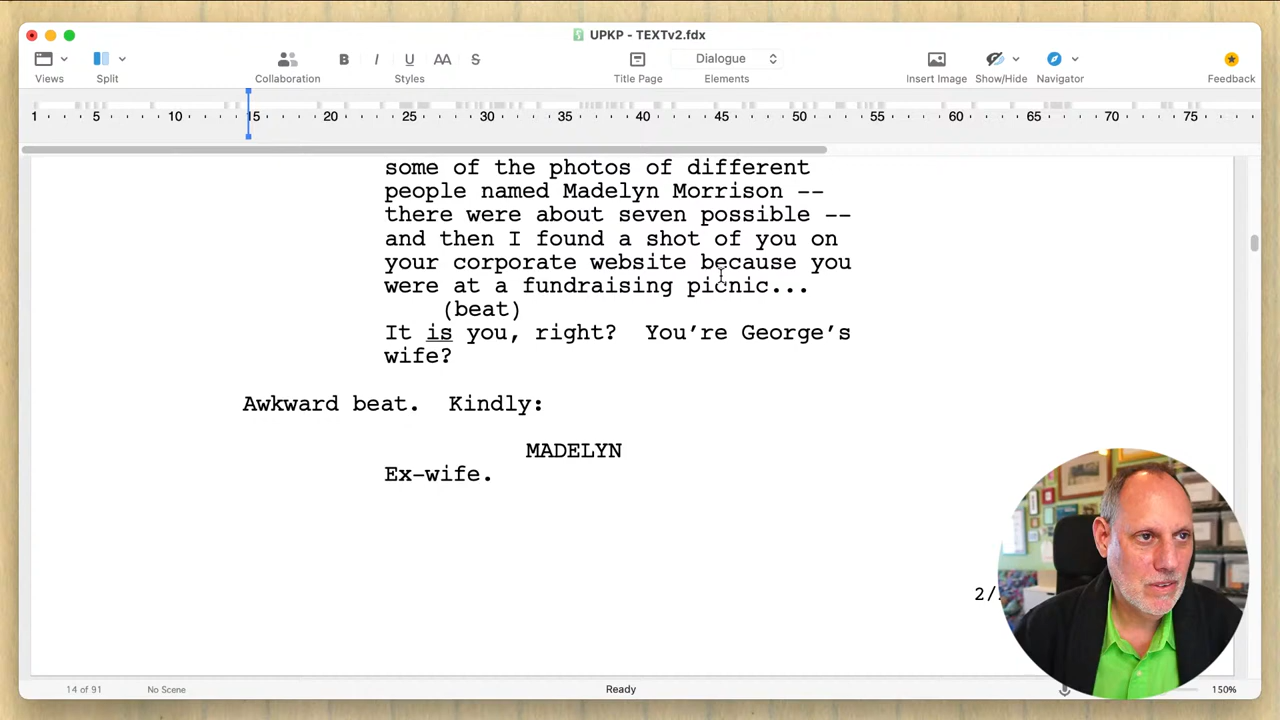 UPKP - TEXTv2.fdx
B I U AA S Dialogue
Views Split Collaboration Styles Title Page Elements Insert Image Show/Hide Navigator Feedback
1 5 10 15 20 25 30 35 40 45 50 55 60 65 70 75
some of the photos of different
people named Madelyn Morrison --
there were about seven possible --
and then I found a shot of you on
your corporate website because you
were at a fundraising picnic...
(beat)
It is you, right?  You’re George’s
wife?
Awkward beat.  Kindly:
MADELYN
Ex-wife.
2/
14 of 91 No Scene Ready 150%